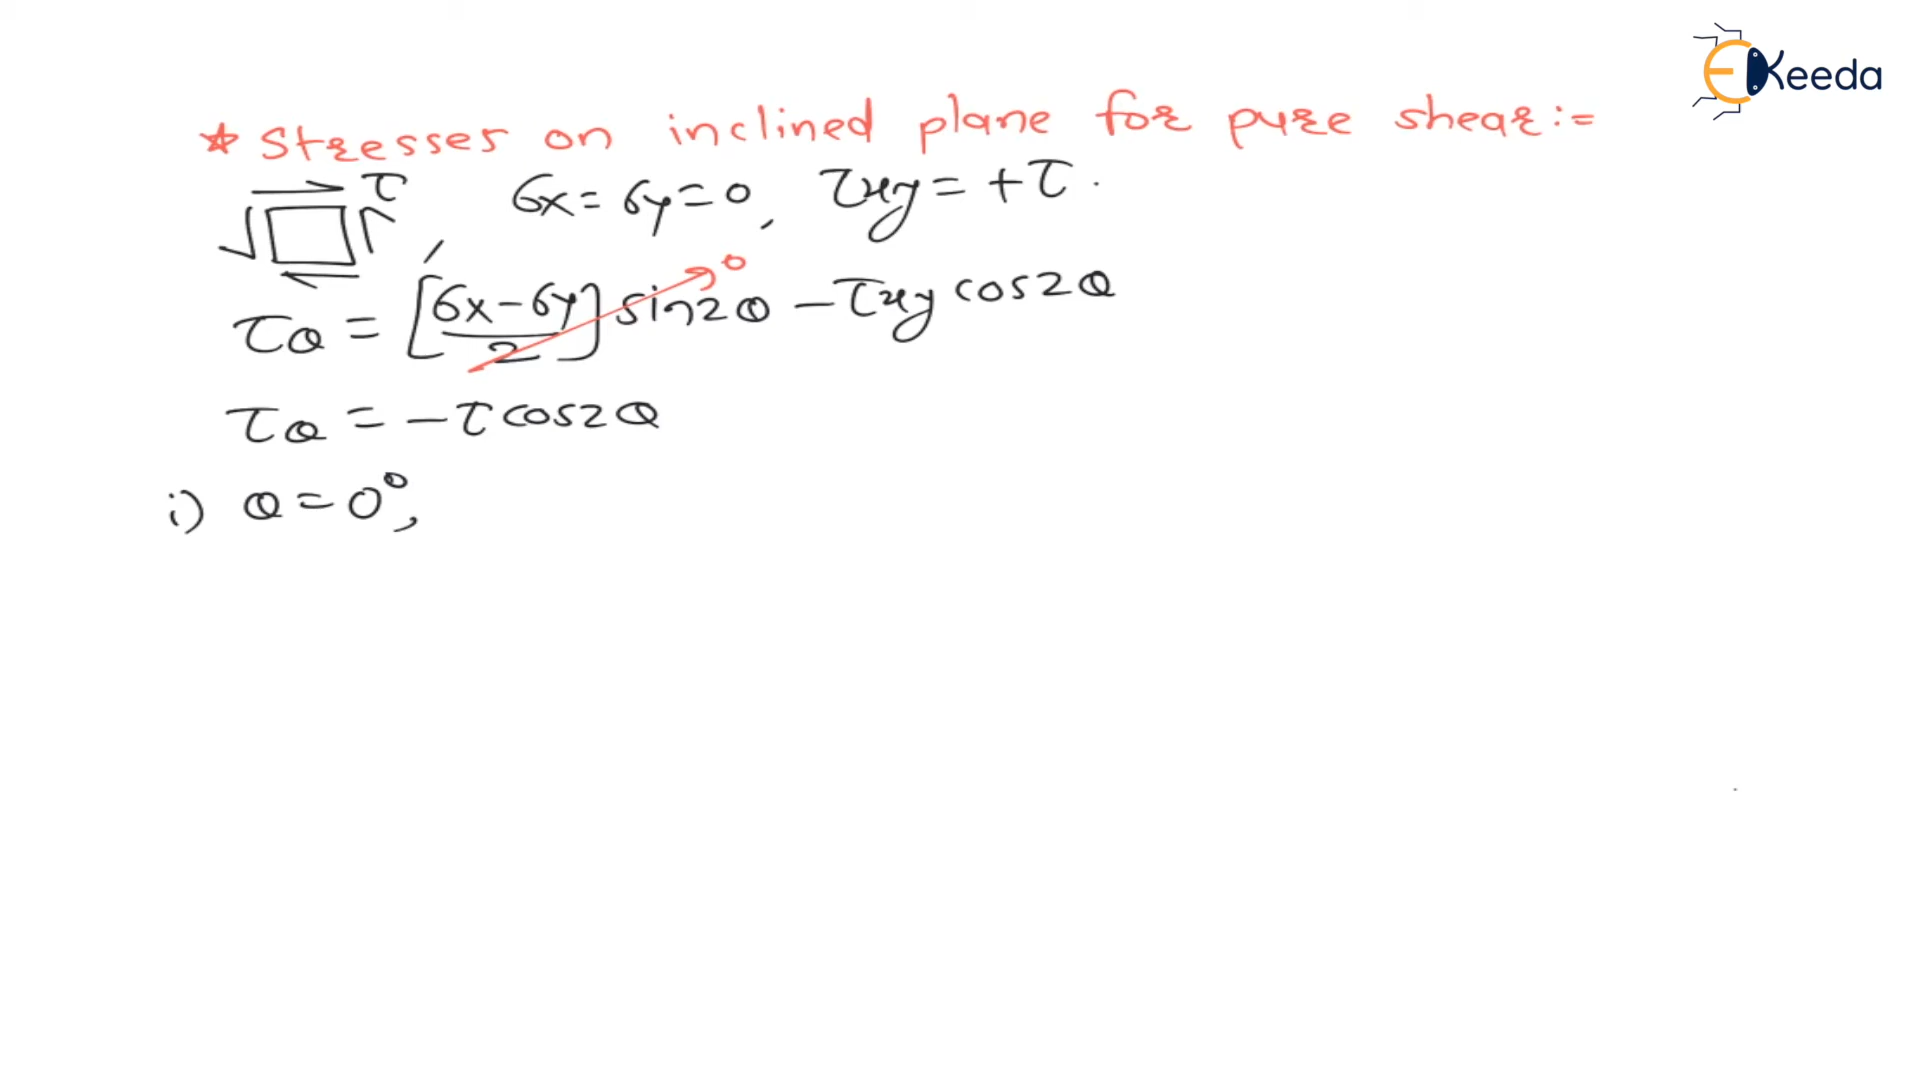 EKeeda
* Stresses on inclined plane for pure shear:=
τ
σx = σy = 0, τxy = +τ.
τθ = [σx - σy / 2] sin2θ - τxy cos2θ
0
τθ = -τ cos2θ
i) θ = 0°,